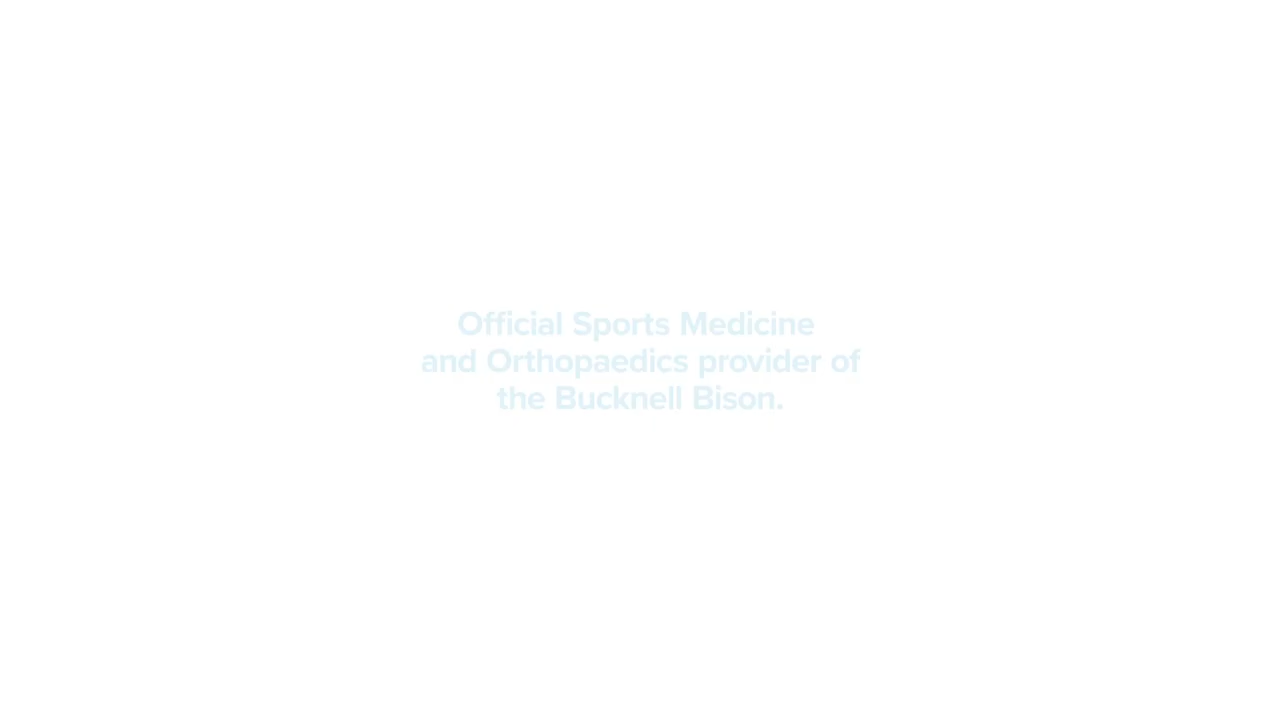 Official Sports Medicine
and Orthopaedics provider of
the Bucknell Bison.